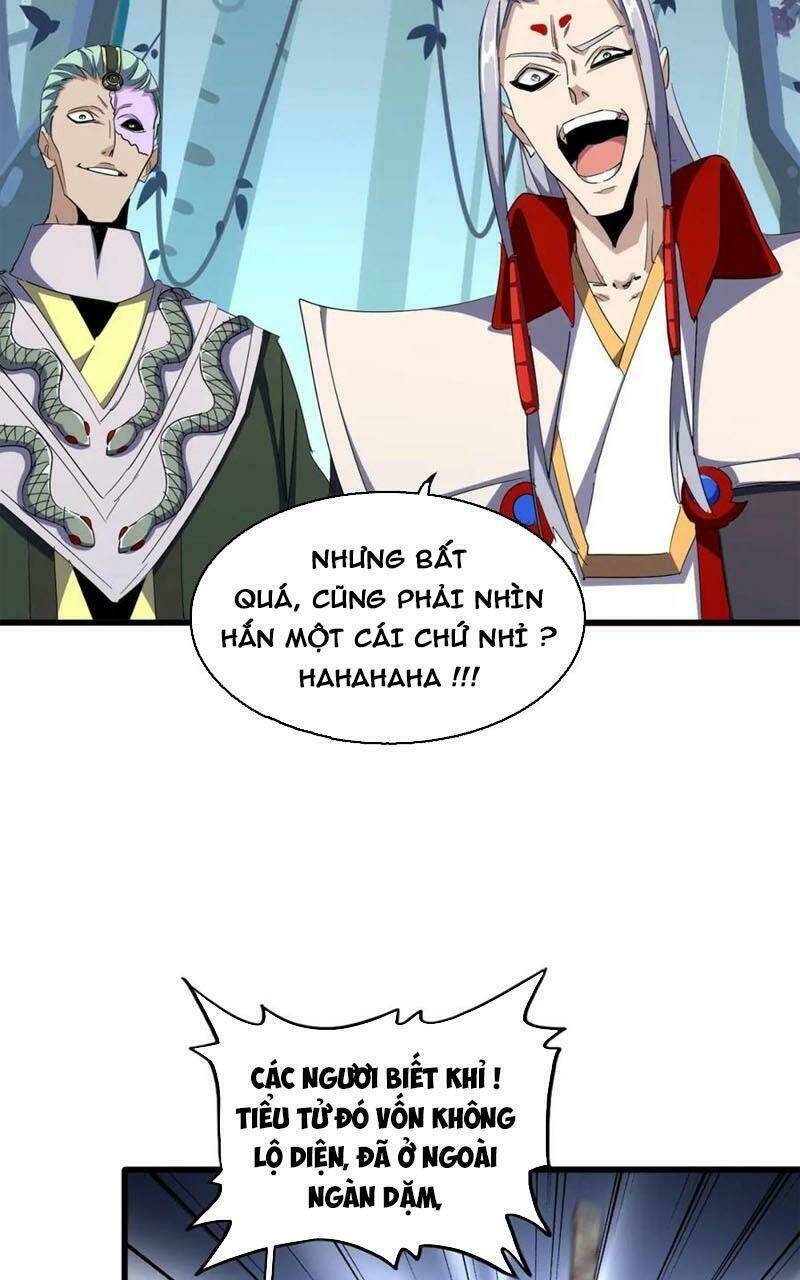 NHƯNG BẤT
QUÁ, CŨNG PHẢI NHÌN
HẮN MỘT CÁI CHỨ NHỈ ?
HAHAHAHA !!!
CÁC NGƯƠI BIẾT KHỈ !
TIỂU TỬ ĐÓ VỐN KHÔNG
LỘ DIỆN, ĐÃ Ở NGOÀI
NGÀN DẶM,